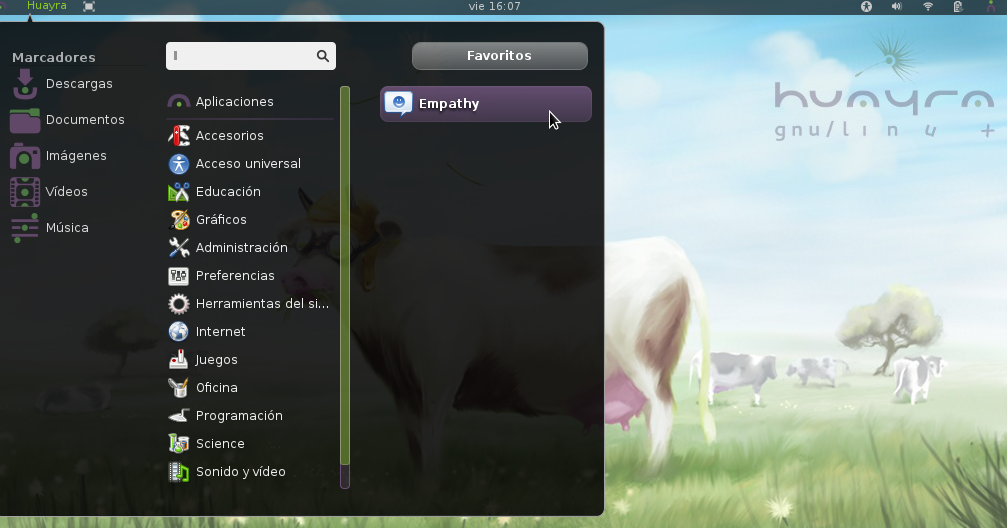 Huayra
vie 16:07
Marcadores
Descargas
Documentos
Imágenes
Vídeos
Música
Aplicaciones
Accesorios
Acceso universal
Educación
Gráficos
Administración
Preferencias
Herramientas del si...
Internet
Juegos
Oficina
Programación
Science
Sonido y vídeo
Favoritos
Empathy
huayra
gnu/linu +